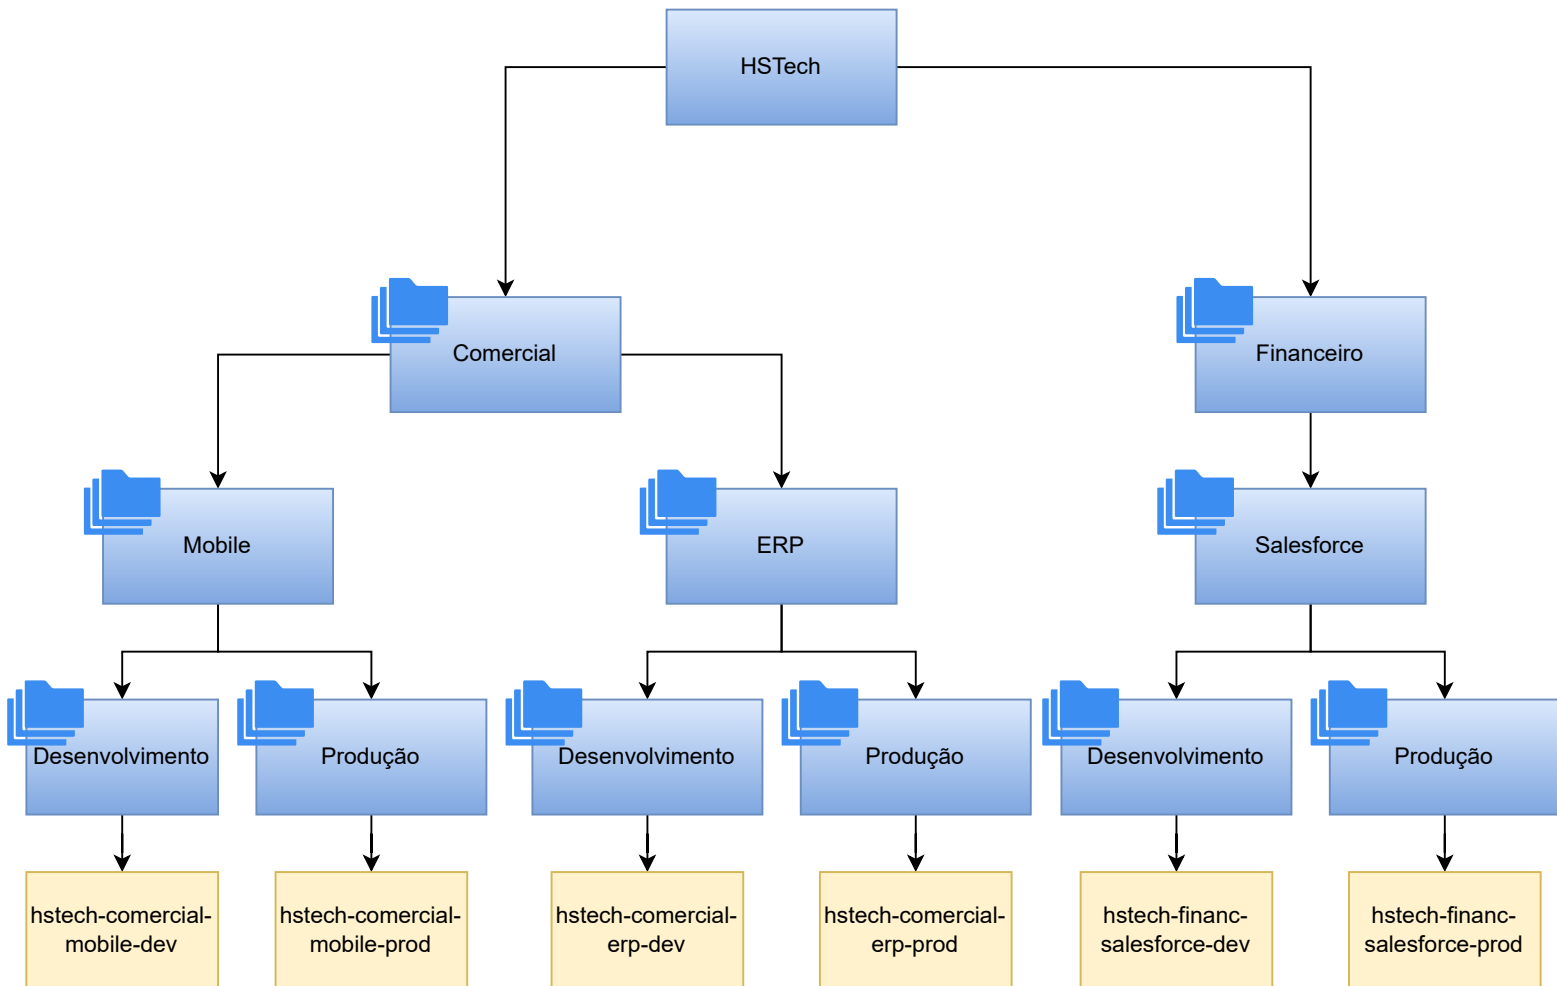 HSTech
Comercial
Financeiro
Mobile
ERP
Salesforce
Desenvolvimento
Produção
Desenvolvimento
Produção
Desenvolvimento
Produção
hstech-comercial-
mobile-dev
hstech-comercial-
mobile-prod
hstech-comercial-
erp-dev
hstech-comercial-
erp-prod
hstech-financ-
salesforce-dev
hstech-financ-
salesforce-prod